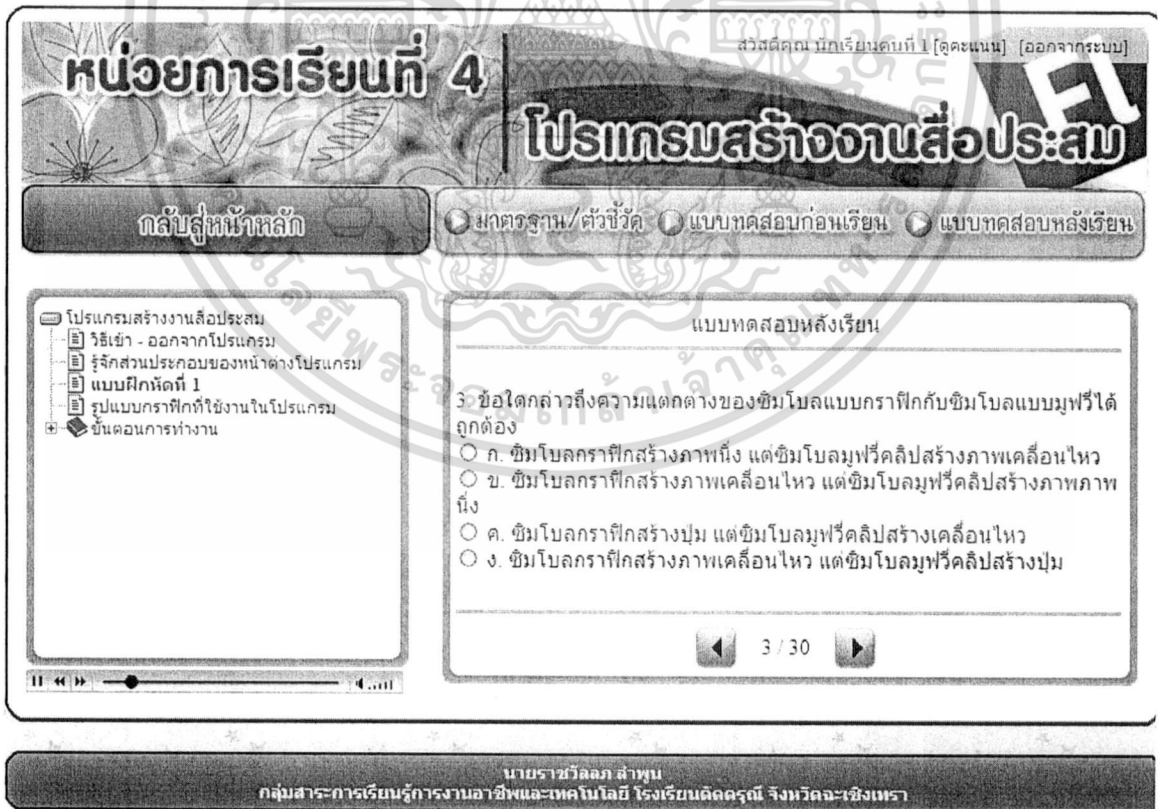 สวัสดีคุณ นักเรียนคนที่ 1 [ดูคะแนน] [ออกจากระบบ]
หน่วยการเรียนที่ 4
Fl
โปรแกรมสร้างงานสื่อประสม
กลับสู่หน้าหลัก
มาตรฐาน/ตัวชี้วัด แบบทดสอบก่อนเรียน แบบทดสอบหลังเรียน
โปรแกรมสร้างงานสื่อประสม
วิธีเข้า - ออกจากโปรแกรม
รู้จักส่วนประกอบของหน้าต่างโปรแกรม
แบบฝึกหัดที่ 1
รูปแบบกราฟิกที่ใช้งานในโปรแกรม
ขั้นตอนการทำงาน
แบบทดสอบหลังเรียน
3. ข้อใดกล่าวถึงความแตกต่างของซิมโบลแบบกราฟิกกับซิมโบลแบบมูฟวี่ได้
ถูกต้อง
ก. ซิมโบลกราฟิกสร้างภาพนิ่ง แต่ซิมโบลมูฟวี่คลิปสร้างภาพเคลื่อนไหว
ข. ซิมโบลกราฟิกสร้างภาพเคลื่อนไหว แต่ซิมโบลมูฟวี่คลิปสร้างภาพภาพ
นิ่ง
ค. ซิมโบลกราฟิกสร้างปุ่ม แต่ซิมโบลมูฟวี่คลิปสร้างเคลื่อนไหว
ง. ซิมโบลกราฟิกสร้างภาพเคลื่อนไหว แต่ซิมโบลมูฟวี่คลิปสร้างปุ่ม
3 / 30
นายราชวัลลภ ลำพูน
กลุ่มสาระการเรียนรู้การงานอาชีพและเทคโนโลยี โรงเรียนดัดดรุณี จังหวัดฉะเชิงเทรา